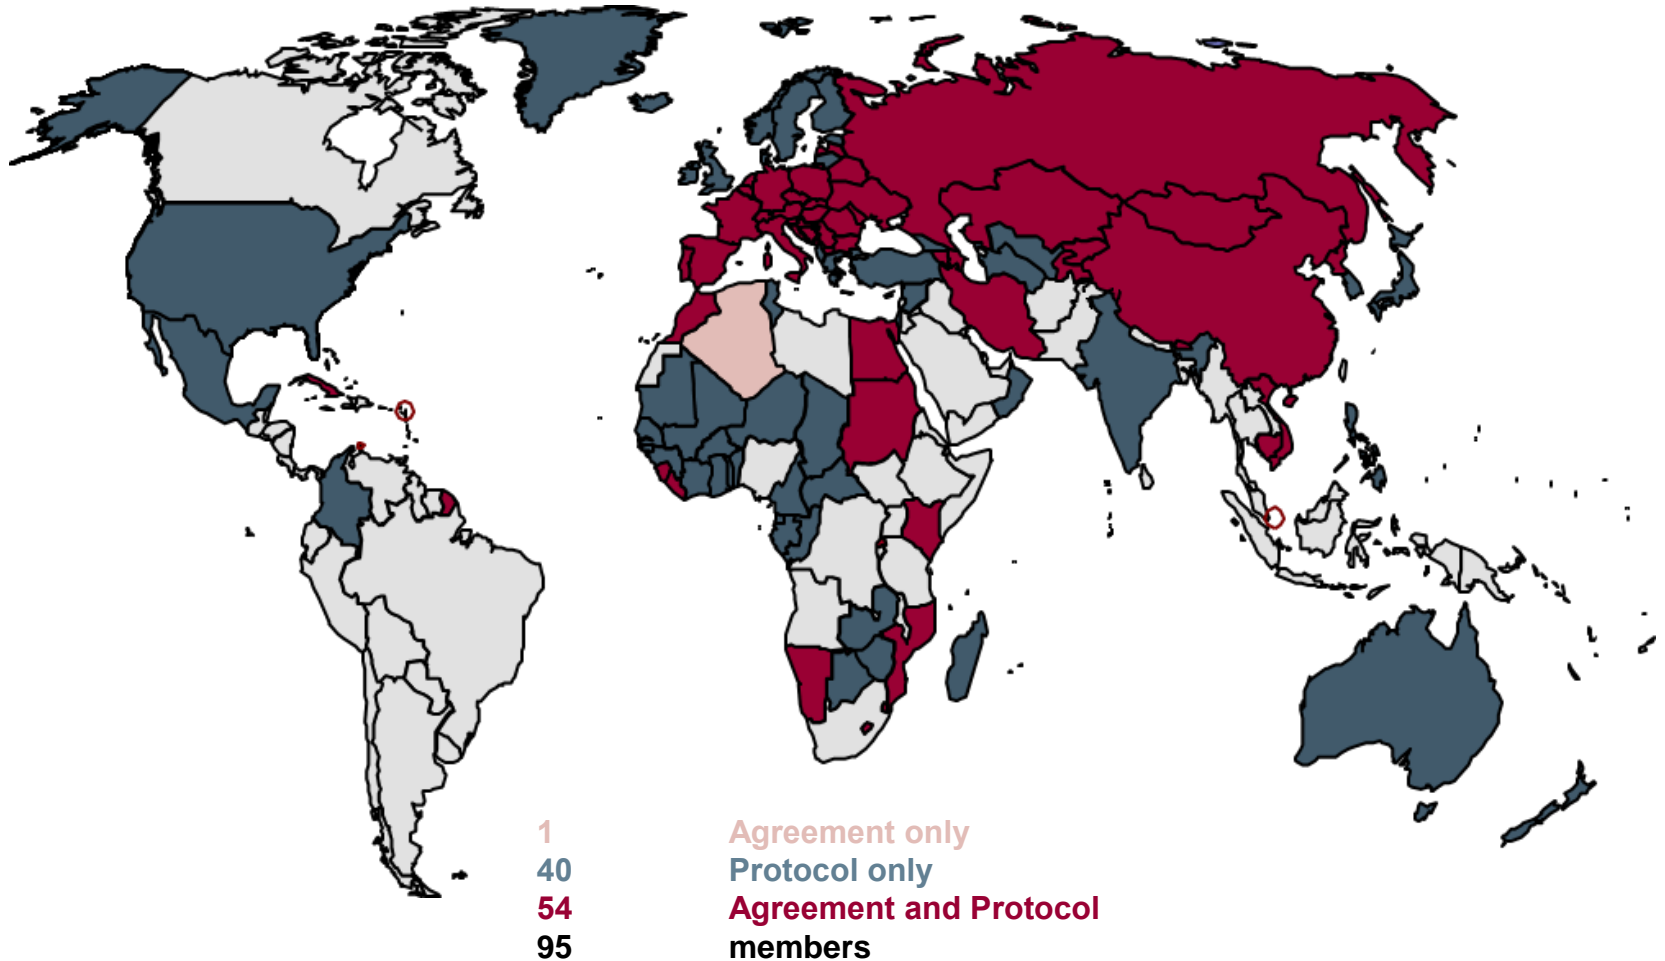 1 Agreement only
40 Protocol only
54 Agreement and Protocol
95 members